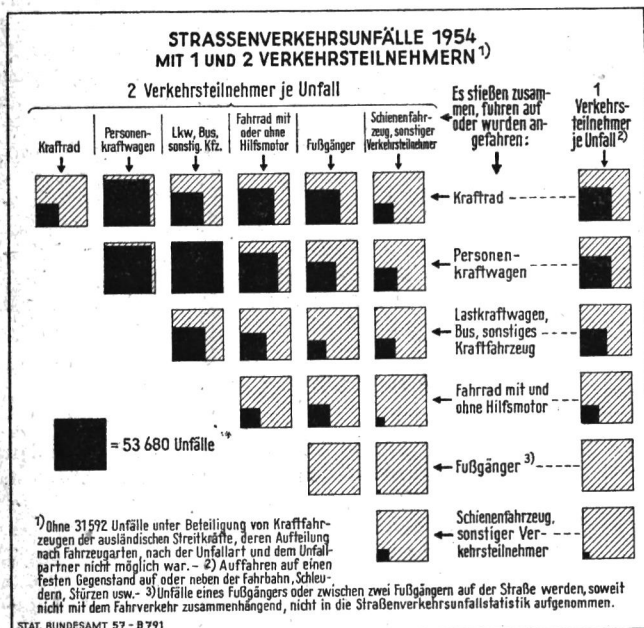 STRASSENVERKEHRSUNFÄLLE 1954
MIT 1 UND 2 VERKEHRSTEILNEHMERN 1)
2 Verkehrsteilnehmer je Unfall
Kraftrad
Personen-
kraftwagen
Lkw, Bus,
sonstig. Kfz.
Fahrrad mit
oder ohne
Hilfsmotor
Fußgänger
Schienenfahr-
zeug, sonstiger
Verkehrsteilnehmer
Es stießen zusam-
men, fuhren auf
oder wurden an-
gefahren:
1
Verkehrs-
teilnehmer
je Unfall 2)
Kraftrad
Personen-
kraftwagen
Lastkraftwagen,
Bus, sonstiges
Kraftfahrzeug
Fahrrad mit und
ohne Hilfsmotor
= 53 680 Unfälle
Fußgänger 3)
Schienenfahrzeug,
sonstiger Ver-
kehrsteilnehmer
1) Ohne 31592 Unfälle unter Beteiligung von Kraftfahr-
zeugen der ausländischen Streitkräfte, deren Aufteilung
nach Fahrzeugarten, nach der Unfallart und dem Unfall-
partner nicht möglich war. - 2) Auffahren auf einen
festen Gegenstand auf oder neben der Fahrbahn, Schleu-
dern, Stürzen usw. - 3) Unfälle eines Fußgängers oder zwischen zwei Fußgängern auf der Straße werden, soweit
nicht mit dem Fahrverkehr zusammenhängend, nicht in die Straßenverkehrsunfallstatistik aufgenommen.
STAT. BUNDESAMT 57 - B 791